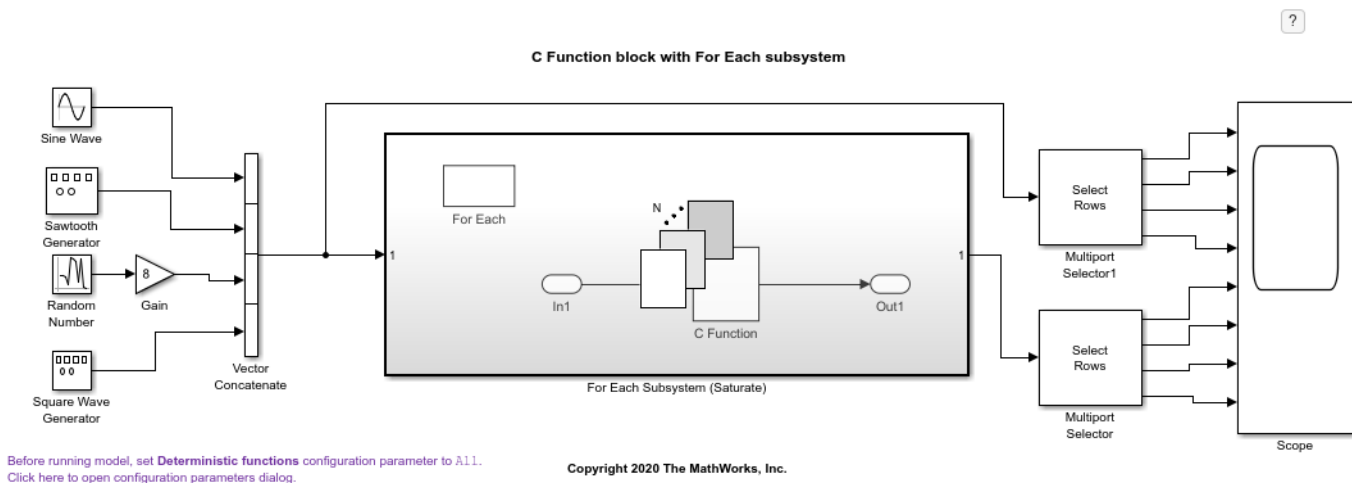 ?
C Function block with For Each subsystem
Sine Wave
Sawtooth
Generator
8
Random
Number
Gain
Square Wave
Generator
Vector
Concatenate
1
For Each
N
In1
C Function
Out1
1
For Each Subsystem (Saturate)
Select
Rows
Multiport
Selector1
Select
Rows
Multiport
Selector
Scope
Before running model, set Deterministic functions configuration parameter to All.
Click here to open configuration parameters dialog.
Copyright 2020 The MathWorks, Inc.